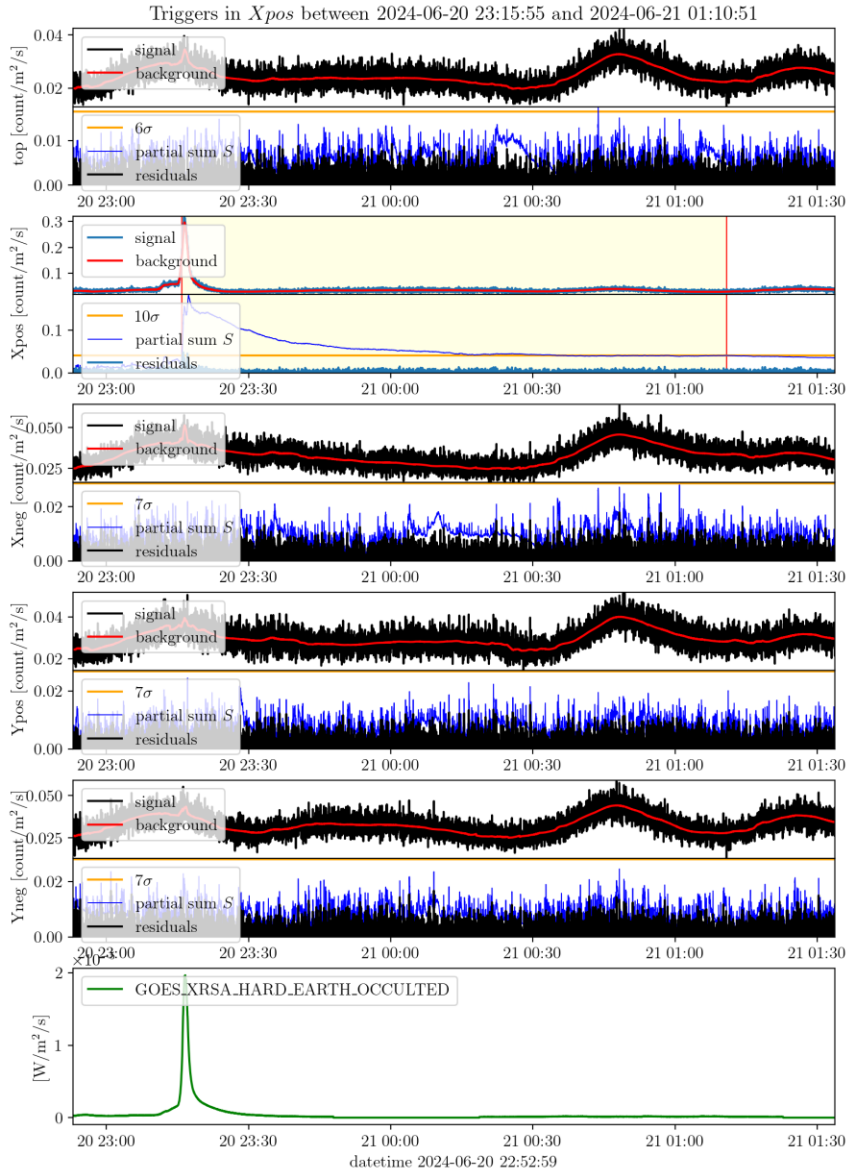 Triggers in Xpos between 2024-06-20 23:15:55 and 2024-06-21 01:10:51
top [count/m²/s]
0.04
0.02
signal
background
0.01
0.00
6σ
partial sum S
residuals
20 23:00 20 23:30 21 00:00 21 00:30 21 01:00 21 01:30
Xpos [count/m²/s]
0.3
0.2
0.1
signal
background
0.1
0.0
10σ
partial sum S
residuals
20 23:00 20 23:30 21 00:00 21 00:30 21 01:00 21 01:30
Xneg [count/m²/s]
0.050
0.025
signal
background
0.02
0.00
7σ
partial sum S
residuals
20 23:00 20 23:30 21 00:00 21 00:30 21 01:00 21 01:30
Ypos [count/m²/s]
0.04
0.02
signal
background
0.02
0.00
7σ
partial sum S
residuals
20 23:00 20 23:30 21 00:00 21 00:30 21 01:00 21 01:30
Yneg [count/m²/s]
0.050
0.025
signal
background
0.02
0.00
7σ
partial sum S
residuals
20 23:00 20 23:30 21 00:00 21 00:30 21 01:00 21 01:30
[W/m²/s]
2
1
0
GOES_XRSA_HARD_EARTH_OCCULTED
20 23:00 20 23:30 21 00:00 21 00:30 21 01:00 21 01:30
datetime 2024-06-20 22:52:59